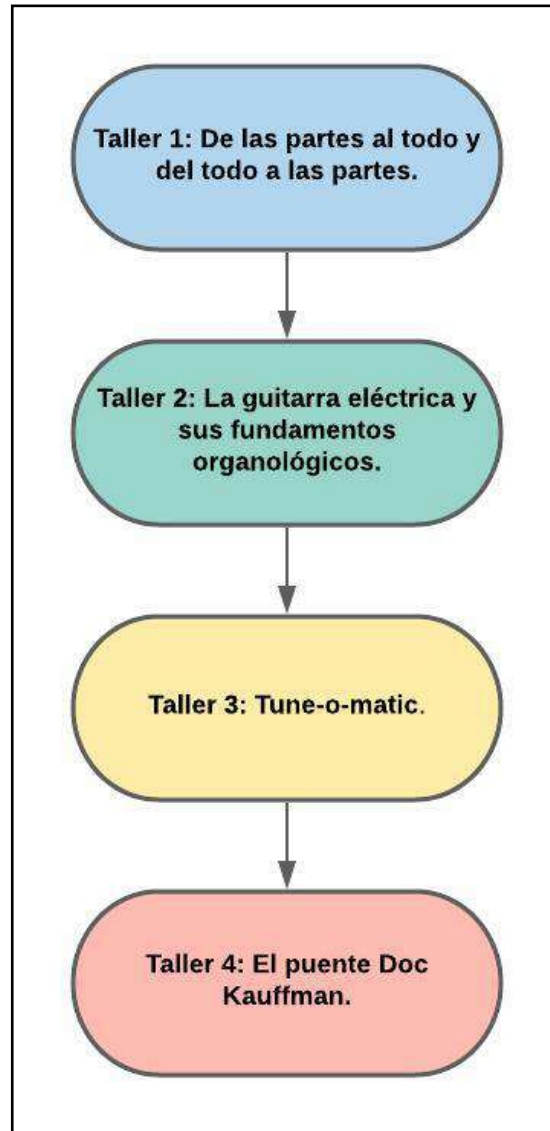 Taller 1: De las partes al todo y
del todo a las partes.
Taller 2: La guitarra eléctrica y
sus fundamentos
organológicos.
Taller 3: Tune-o-matic.
Taller 4: El puente Doc
Kauffman.